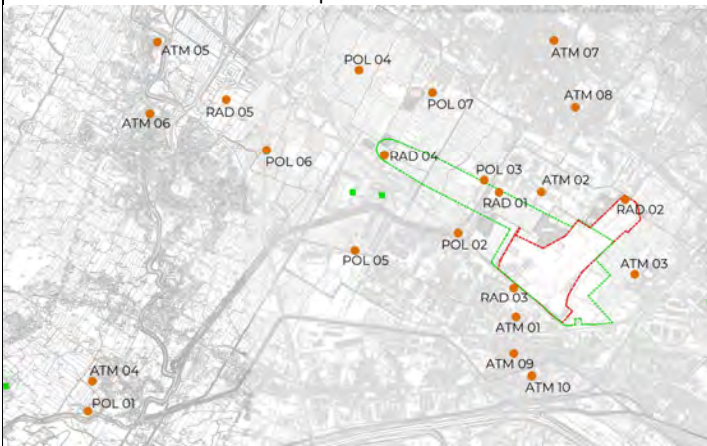 ATM 07
ATM 05
POL 04
POL 07
ATM 08
RAD 05
ATM 06
POL 06
RAD 04
POL 03
RAD 01
ATM 02
RAD 02
POL 02
POL 05
ATM 03
RAD 03
ATM 01
ATM 09
ATM 10
ATM 04
POL 01